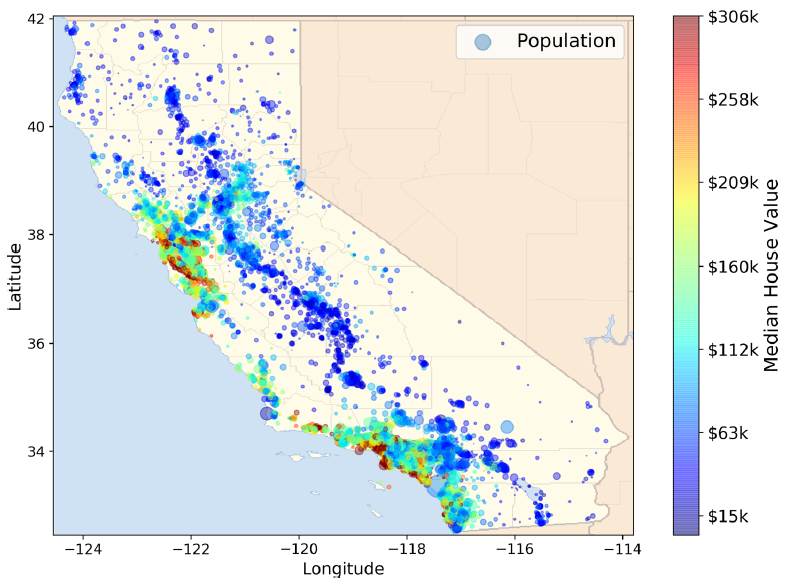 42
40
38
36
34
Latitude
−124
−122
−120
−118
−116
−114
Longitude
Population
$306k
$258k
$209k
$160k
$112k
$63k
$15k
Median House Value